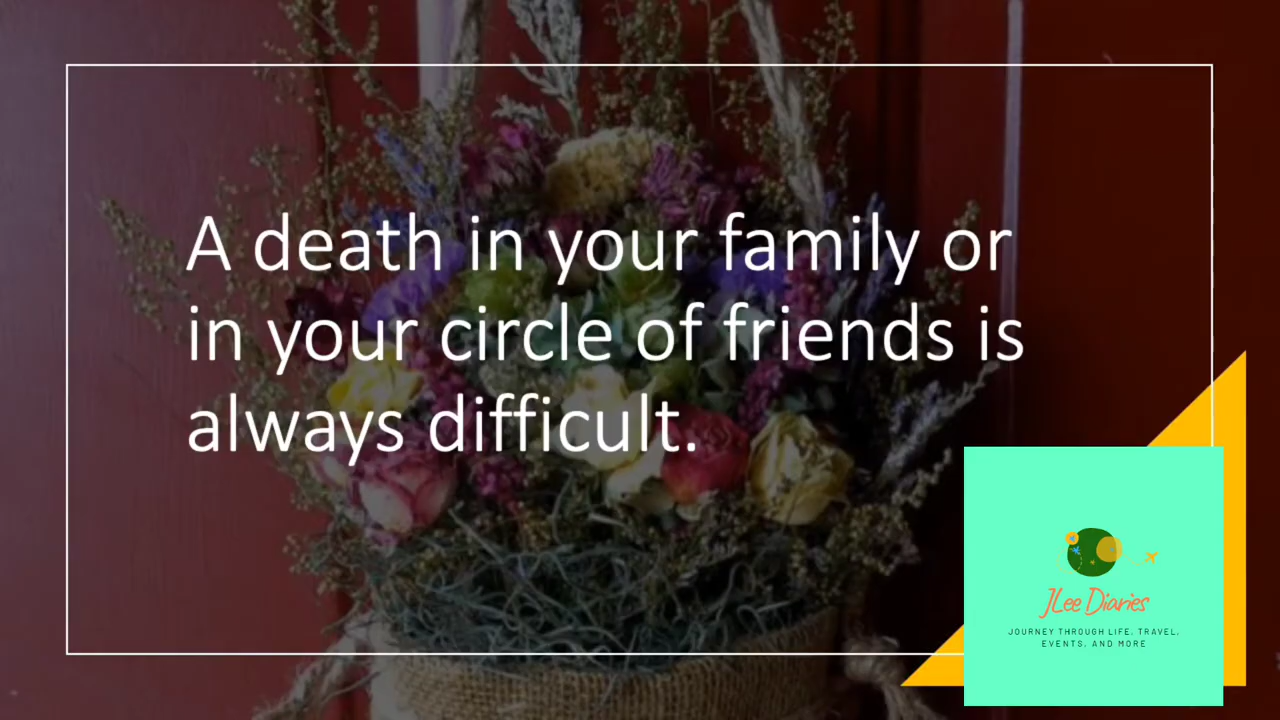 A death in your family or
in your circle of friends is
always difficult.
JLee Diaries
JOURNEY THROUGH LIFE, TRAVEL,
EVENTS, AND MORE